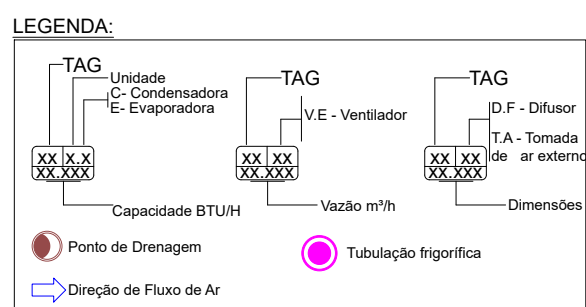 LEGENDA:
TAG
Unidade
C- Condensadora
E- Evaporadora
XX X.X
XX.XXX
Capacidade BTU/H
TAG
V.E - Ventilador
XX XX
XX.XXX
Vazão m³/h
TAG
D.F - Difusor
T.A - Tomada
de ar externo
XX XX
XX.XXX
Dimensões
Ponto de Drenagem
Tubulação frigorífica
Direção de Fluxo de Ar